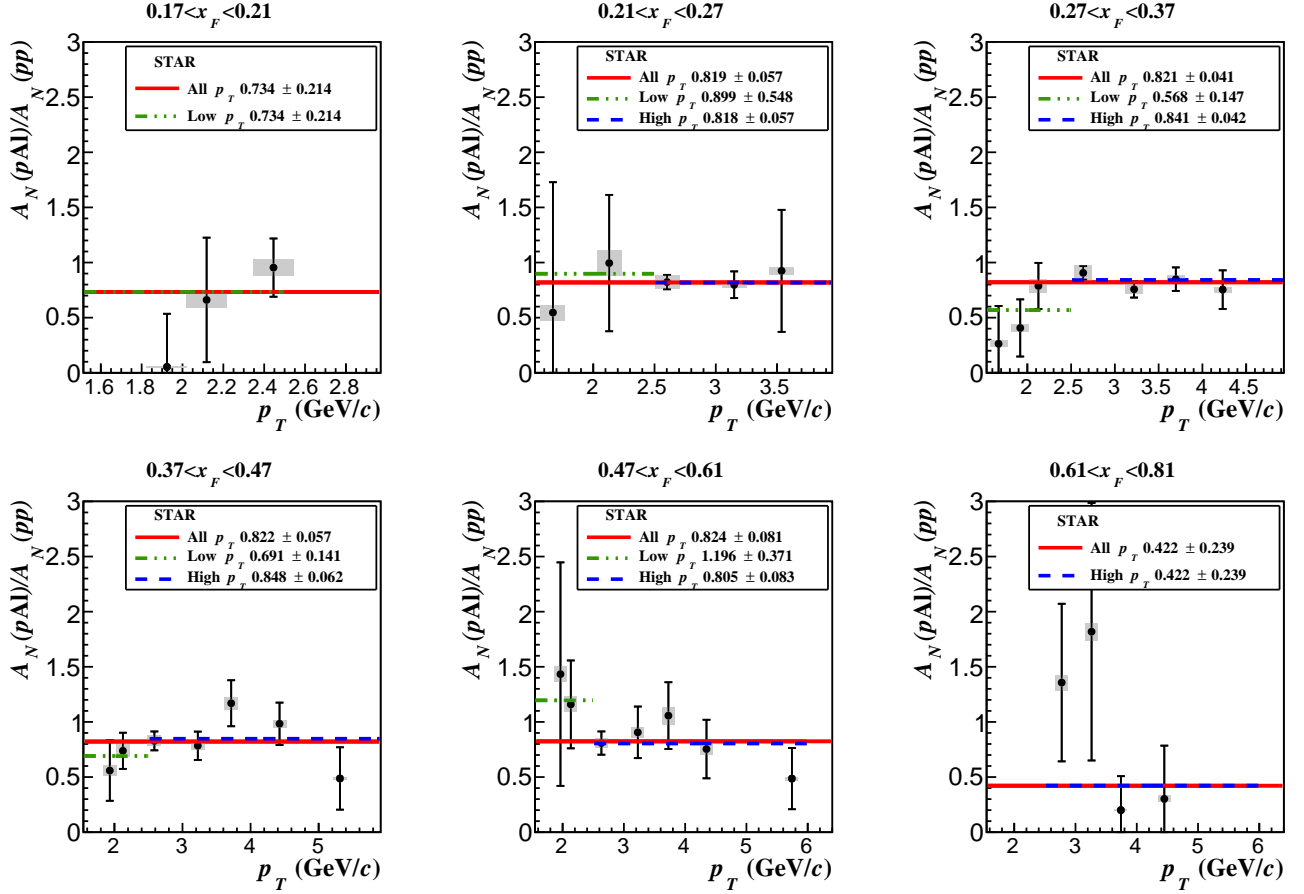 0.17<x_F<0.21
A_N(pAl)/A_N(pp)
3
2.5
2
1.5
1
0.5
0
STAR
All p_T 0.734 ± 0.214
Low p_T 0.734 ± 0.214
1.6 1.8 2 2.2 2.4 2.6 2.8
p_T (GeV/c)
0.21<x_F<0.27
A_N(pAl)/A_N(pp)
3
2.5
2
1.5
1
0.5
0
STAR
All p_T 0.819 ± 0.057
Low p_T 0.899 ± 0.548
High p_T 0.818 ± 0.057
2 2.5 3 3.5
p_T (GeV/c)
0.27<x_F<0.37
A_N(pAl)/A_N(pp)
3
2.5
2
1.5
1
0.5
0
STAR
All p_T 0.821 ± 0.041
Low p_T 0.568 ± 0.147
High p_T 0.841 ± 0.042
2 2.5 3 3.5 4 4.5
p_T (GeV/c)
0.37<x_F<0.47
A_N(pAl)/A_N(pp)
3
2.5
2
1.5
1
0.5
0
STAR
All p_T 0.822 ± 0.057
Low p_T 0.691 ± 0.141
High p_T 0.848 ± 0.062
2 3 4 5
p_T (GeV/c)
0.47<x_F<0.61
A_N(pAl)/A_N(pp)
3
2.5
2
1.5
1
0.5
0
STAR
All p_T 0.824 ± 0.081
Low p_T 1.196 ± 0.371
High p_T 0.805 ± 0.083
2 3 4 5 6
p_T (GeV/c)
0.61<x_F<0.81
A_N(pAl)/A_N(pp)
3
2.5
2
1.5
1
0.5
0
STAR
All p_T 0.422 ± 0.239
High p_T 0.422 ± 0.239
2 3 4 5 6
p_T (GeV/c)